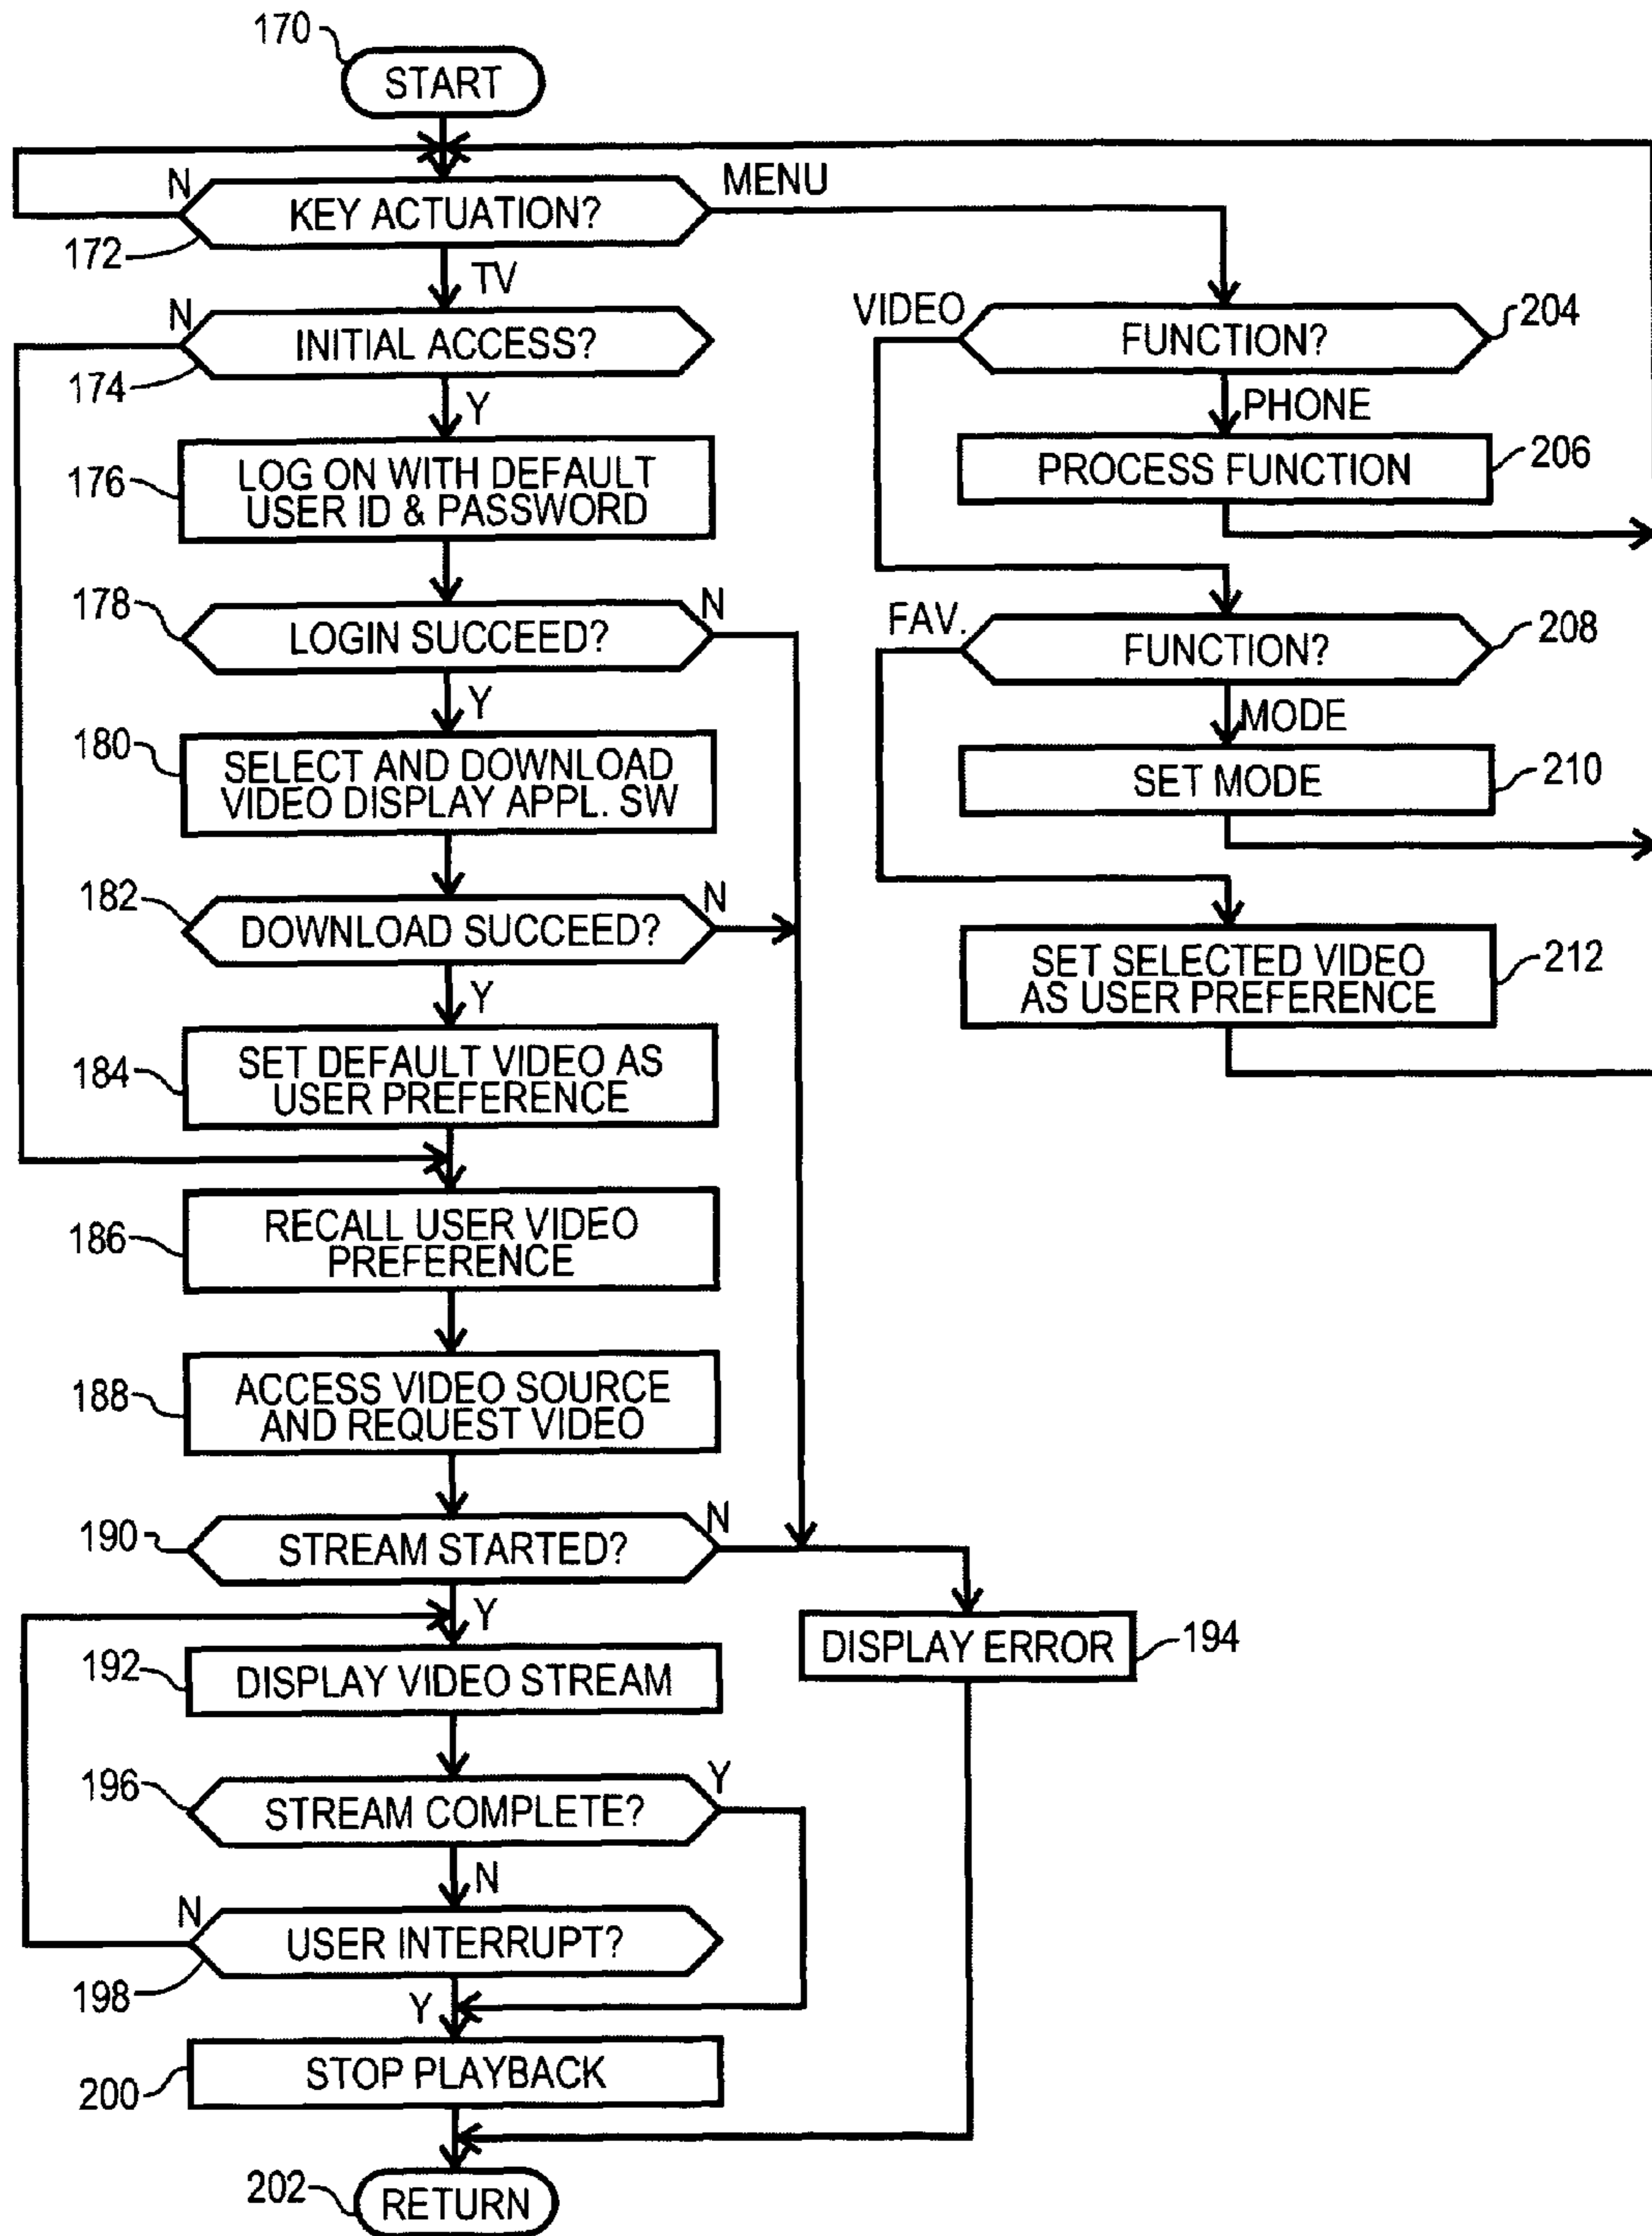 170
START
N
KEY ACTUATION?
MENU
172
TV
N
INITIAL ACCESS?
174
Y
176
LOG ON WITH DEFAULT
USER ID & PASSWORD
178
LOGIN SUCCEED?
N
Y
180
SELECT AND DOWNLOAD
VIDEO DISPLAY APPL. SW
182
DOWNLOAD SUCCEED?
N
Y
184
SET DEFAULT VIDEO AS
USER PREFERENCE
186
RECALL USER VIDEO
PREFERENCE
188
ACCESS VIDEO SOURCE
AND REQUEST VIDEO
190
STREAM STARTED?
N
Y
192
DISPLAY VIDEO STREAM
DISPLAY ERROR
194
196
STREAM COMPLETE?
Y
N
N
USER INTERRUPT?
198
Y
STOP PLAYBACK
200
202
RETURN
VIDEO
FUNCTION?
204
PHONE
PROCESS FUNCTION
206
FAV.
FUNCTION?
208
MODE
SET MODE
210
SET SELECTED VIDEO
AS USER PREFERENCE
212